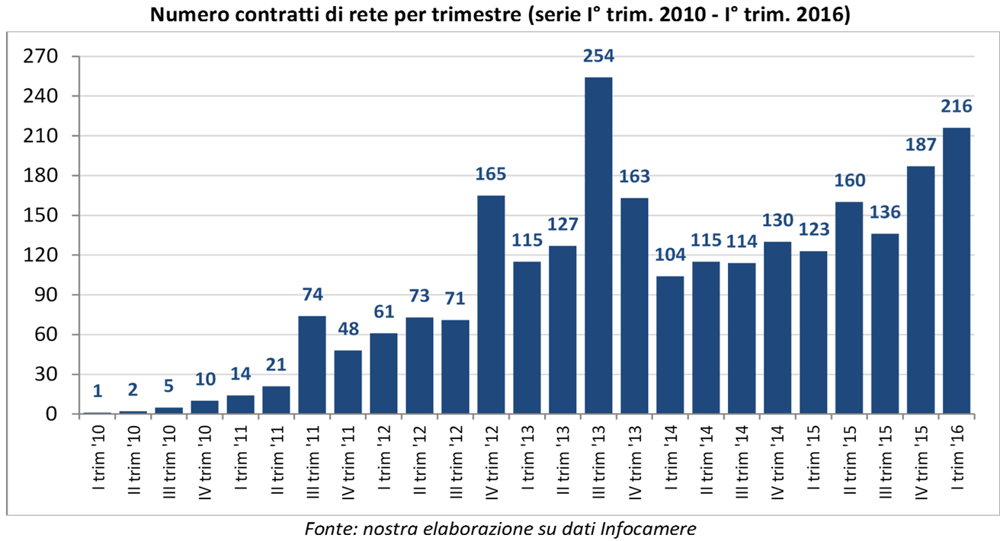 Numero contratti di rete per trimestre (serie I° trim. 2010 - I° trim. 2016)
270
240
210
180
150
120
90
60
30
0
1
2
5
10
14
21
74
48
61
73
71
165
115
127
254
163
104
115
114
130
123
160
136
187
216
I trim '10
II trim '10
III trim '10
IV trim '10
I trim '11
II trim '11
III trim '11
IV trim '11
I trim '12
II trim '12
III trim '12
IV trim '12
I trim '13
II trim '13
III trim '13
IV trim '13
I trim '14
II trim '14
III trim '14
IV trim '14
I trim '15
II trim '15
III trim '15
IV trim '15
I trim '16
Fonte: nostra elaborazione su dati Infocamere